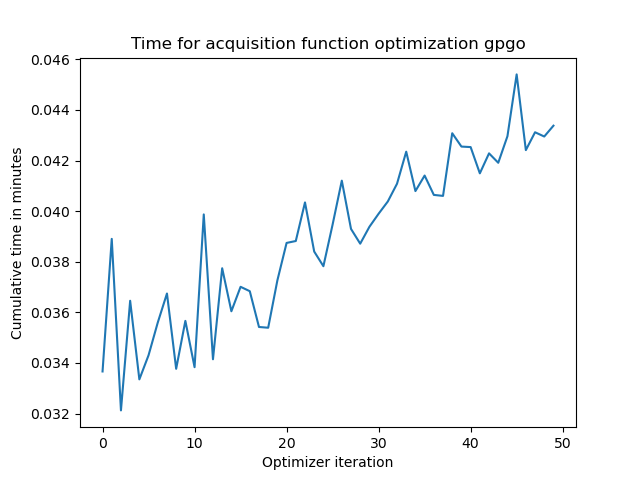 Time for acquisition function optimization gpgo
0.046
0.044
0.042
0.040
0.038
0.036
0.034
0.032
Cumulative time in minutes
0 10 20 30 40 50
Optimizer iteration